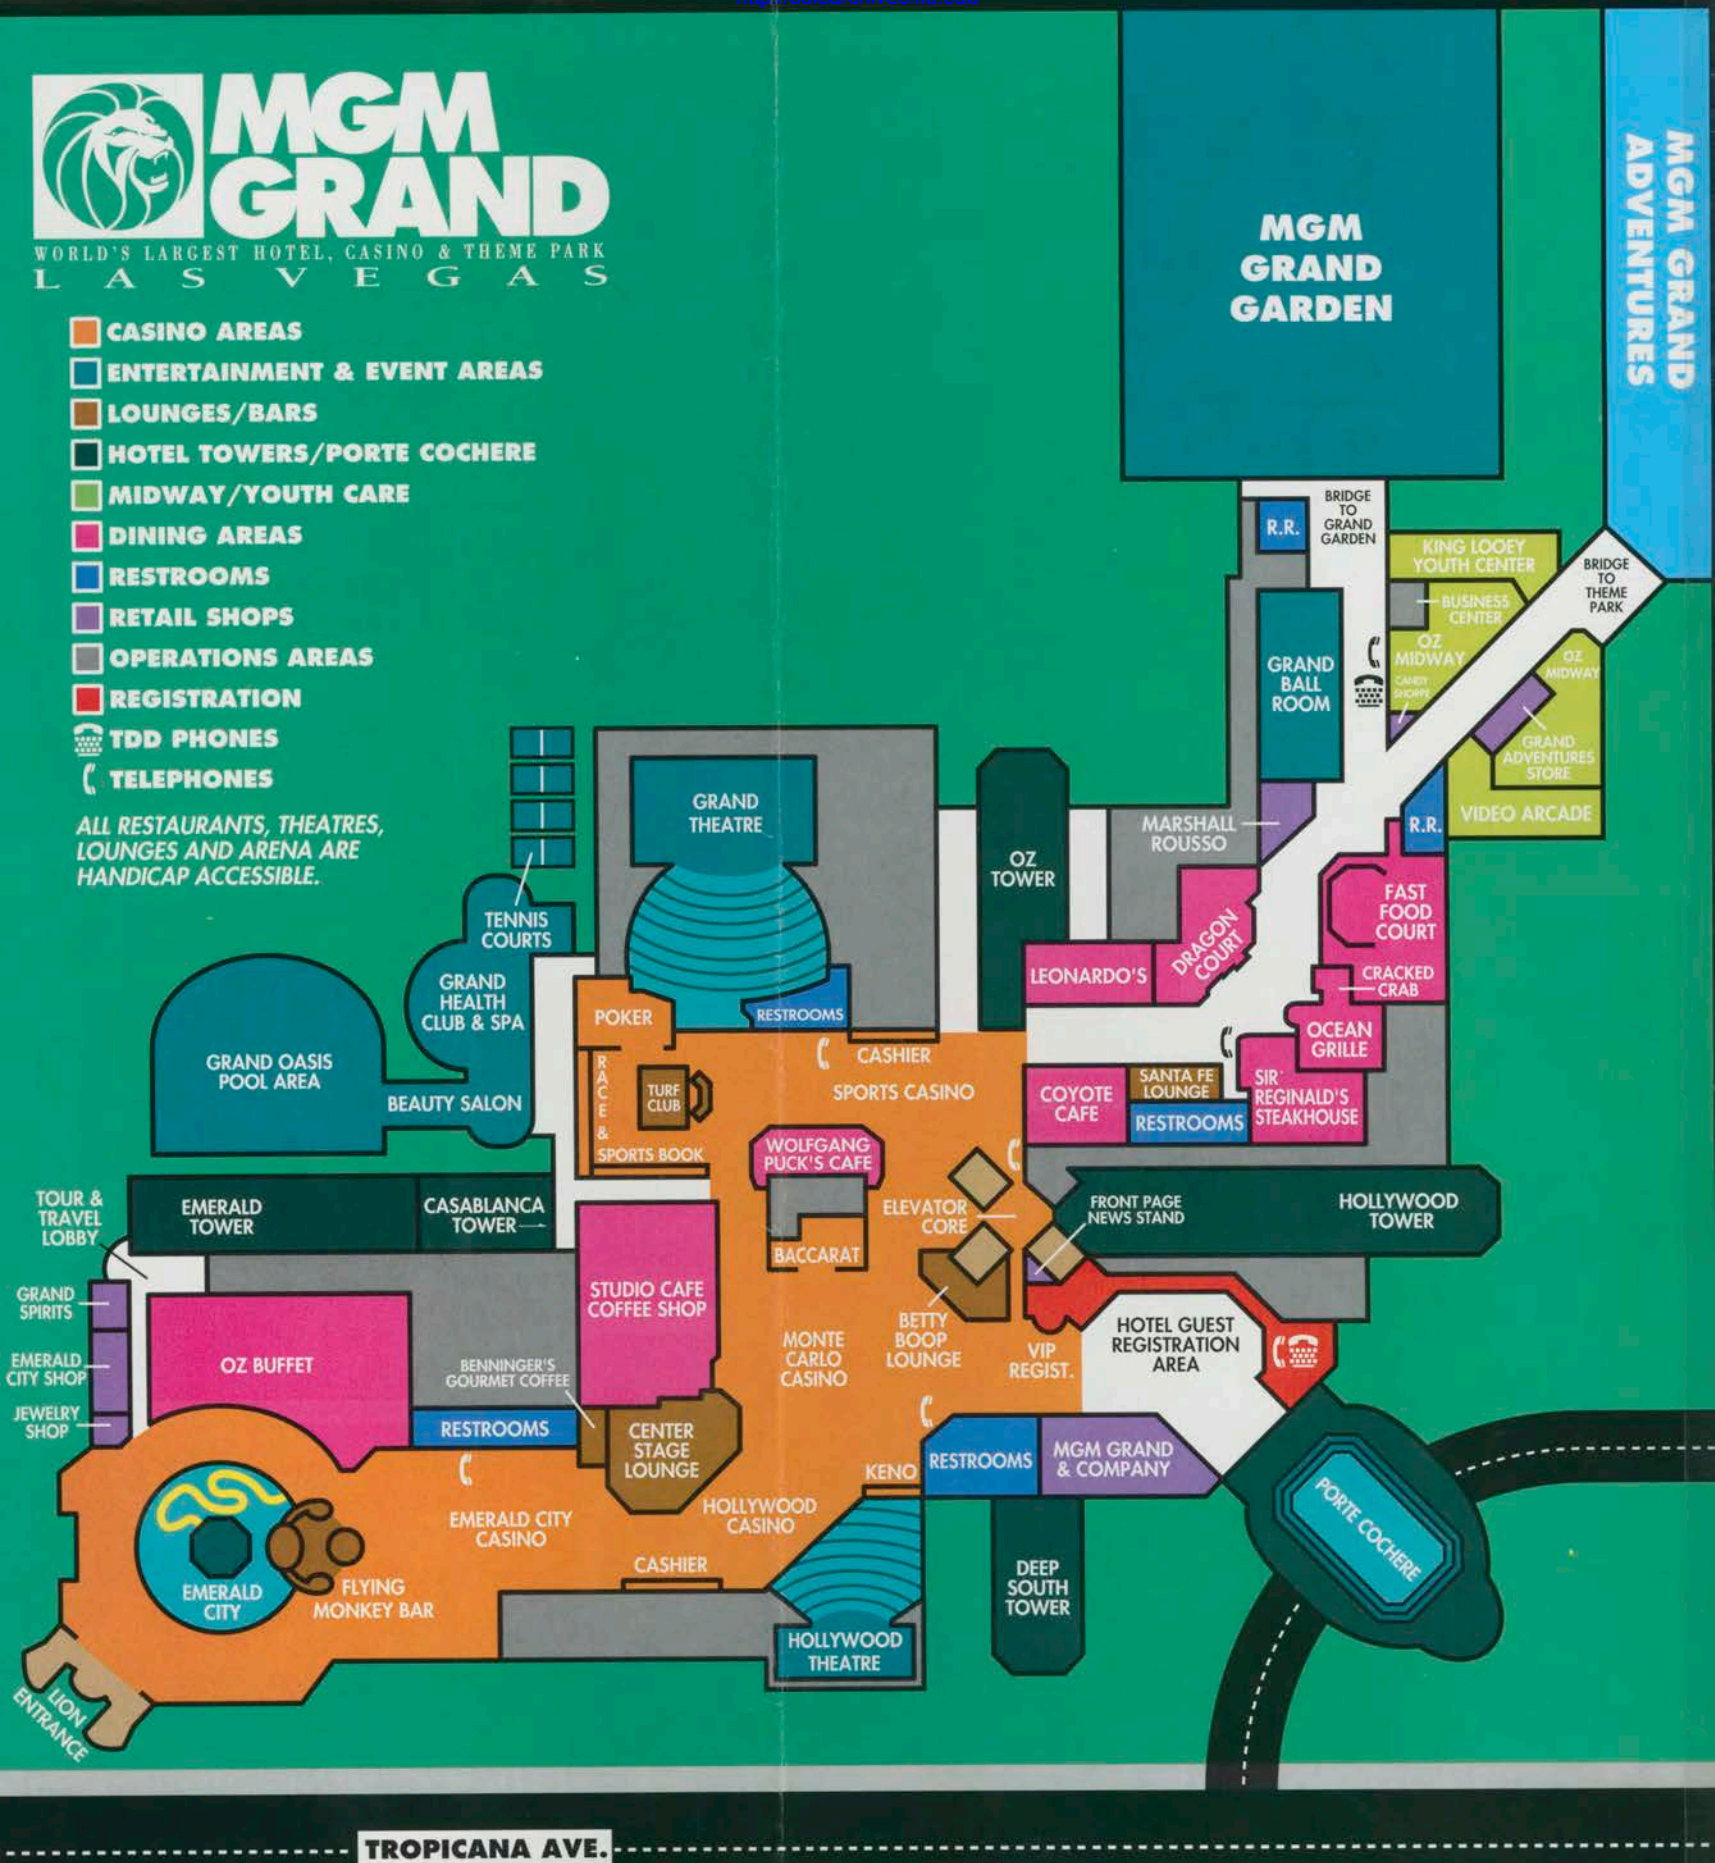 MGM
GRAND
WORLD'S LARGEST HOTEL, CASINO & THEME PARK
LAS VEGAS
CASINO AREAS
ENTERTAINMENT & EVENT AREAS
LOUNGES/BARS
HOTEL TOWERS/PORTE COCHERE
MIDWAY/YOUTH CARE
DINING AREAS
RESTROOMS
RETAIL SHOPS
OPERATIONS AREAS
REGISTRATION
TDD PHONES
TELEPHONES
ALL RESTAURANTS, THEATRES,
LOUNGES AND ARENA ARE
HANDICAP ACCESSIBLE.
MGM
GRAND
GARDEN
MGM GRAND
ADVENTURES
R.R.
BRIDGE
TO
GRAND
GARDEN
KING LOOEY
YOUTH CENTER
BUSINESS
CENTER
OZ
MIDWAY
CANDY
SHOPPE
BRIDGE
TO
THEME
PARK
OZ
MIDWAY
GRAND
ADVENTURES
STORE
VIDEO ARCADE
R.R.
GRAND
BALL
ROOM
MARSHALL
ROUSSO
GRAND
THEATRE
OZ
TOWER
FAST
FOOD
COURT
DRAGON
COURT
LEONARDO'S
CRACKED
CRAB
OCEAN
GRILLE
TENNIS
COURTS
GRAND
HEALTH
CLUB & SPA
GRAND OASIS
POOL AREA
BEAUTY SALON
POKER
RESTROOMS
CASHIER
SPORTS CASINO
RACE
&
SPORTS BOOK
TURF
CLUB
COYOTE
CAFE
SANTA FE
LOUNGE
RESTROOMS
SIR
REGINALD'S
STEAKHOUSE
WOLFGANG
PUCK'S CAFE
ELEVATOR
CORE
BACCARAT
FRONT PAGE
NEWS STAND
HOLLYWOOD
TOWER
TOUR &
TRAVEL
LOBBY
EMERALD
TOWER
CASABLANCA
TOWER
GRAND
SPIRITS
EMERALD
CITY SHOP
JEWELRY
SHOP
OZ BUFFET
STUDIO CAFE
COFFEE SHOP
BENNINGER'S
GOURMET COFFEE
RESTROOMS
CENTER
STAGE
LOUNGE
MONTE
CARLO
CASINO
BETTY
BOOP
LOUNGE
VIP
REGIST.
HOTEL GUEST
REGISTRATION
AREA
RESTROOMS
MGM GRAND
& COMPANY
KENO
HOLLYWOOD
CASINO
EMERALD CITY
CASINO
CASHIER
EMERALD
CITY
FLYING
MONKEY BAR
HOLLYWOOD
THEATRE
DEEP
SOUTH
TOWER
PORTE COCHERE
LION
ENTRANCE
TROPICANA AVE.